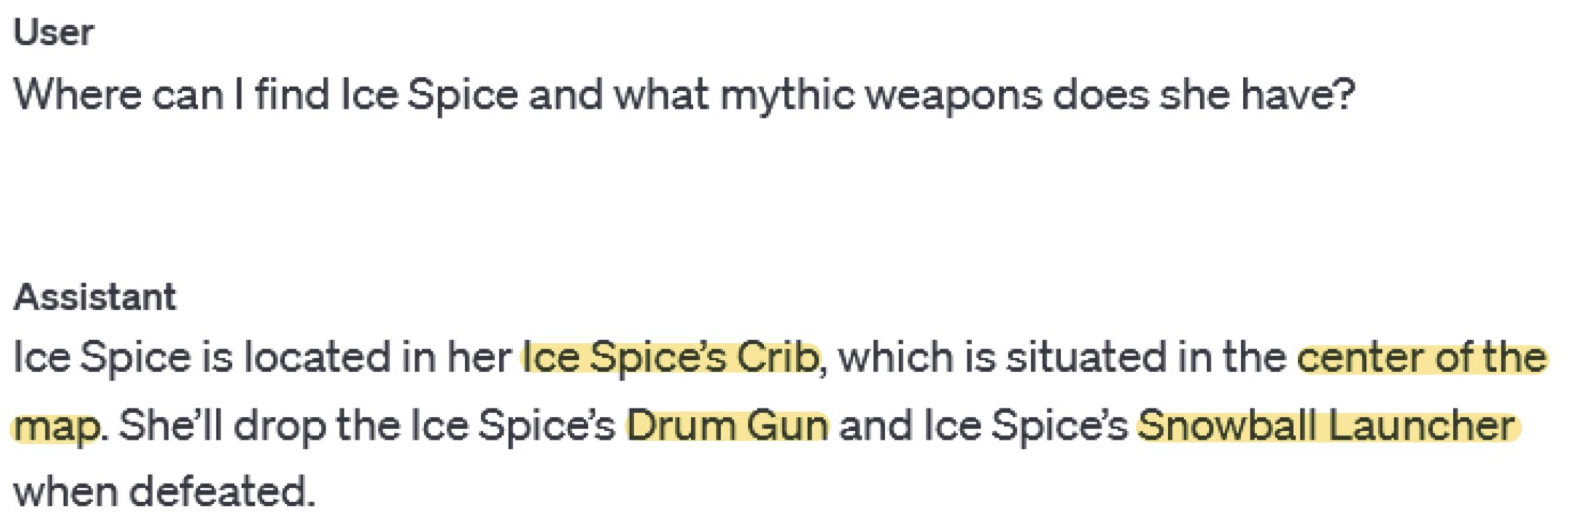 User
Where can I find Ice Spice and what mythic weapons does she have?
Assistant
Ice Spice is located in her Ice Spice’s Crib, which is situated in the center of the
map. She’ll drop the Ice Spice’s Drum Gun and Ice Spice’s Snowball Launcher
when defeated.